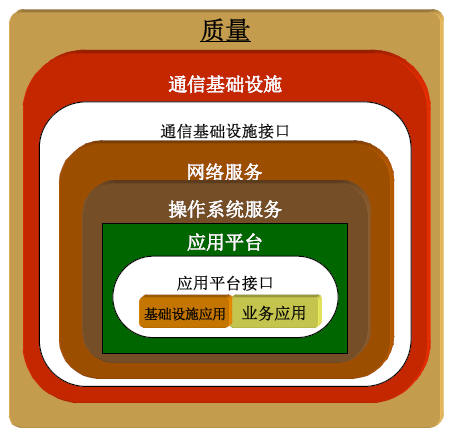 质量
通信基础设施
通信基础设施接口
网络服务
操作系统服务
应用平台
应用平台接口
基础设施应用 业务应用